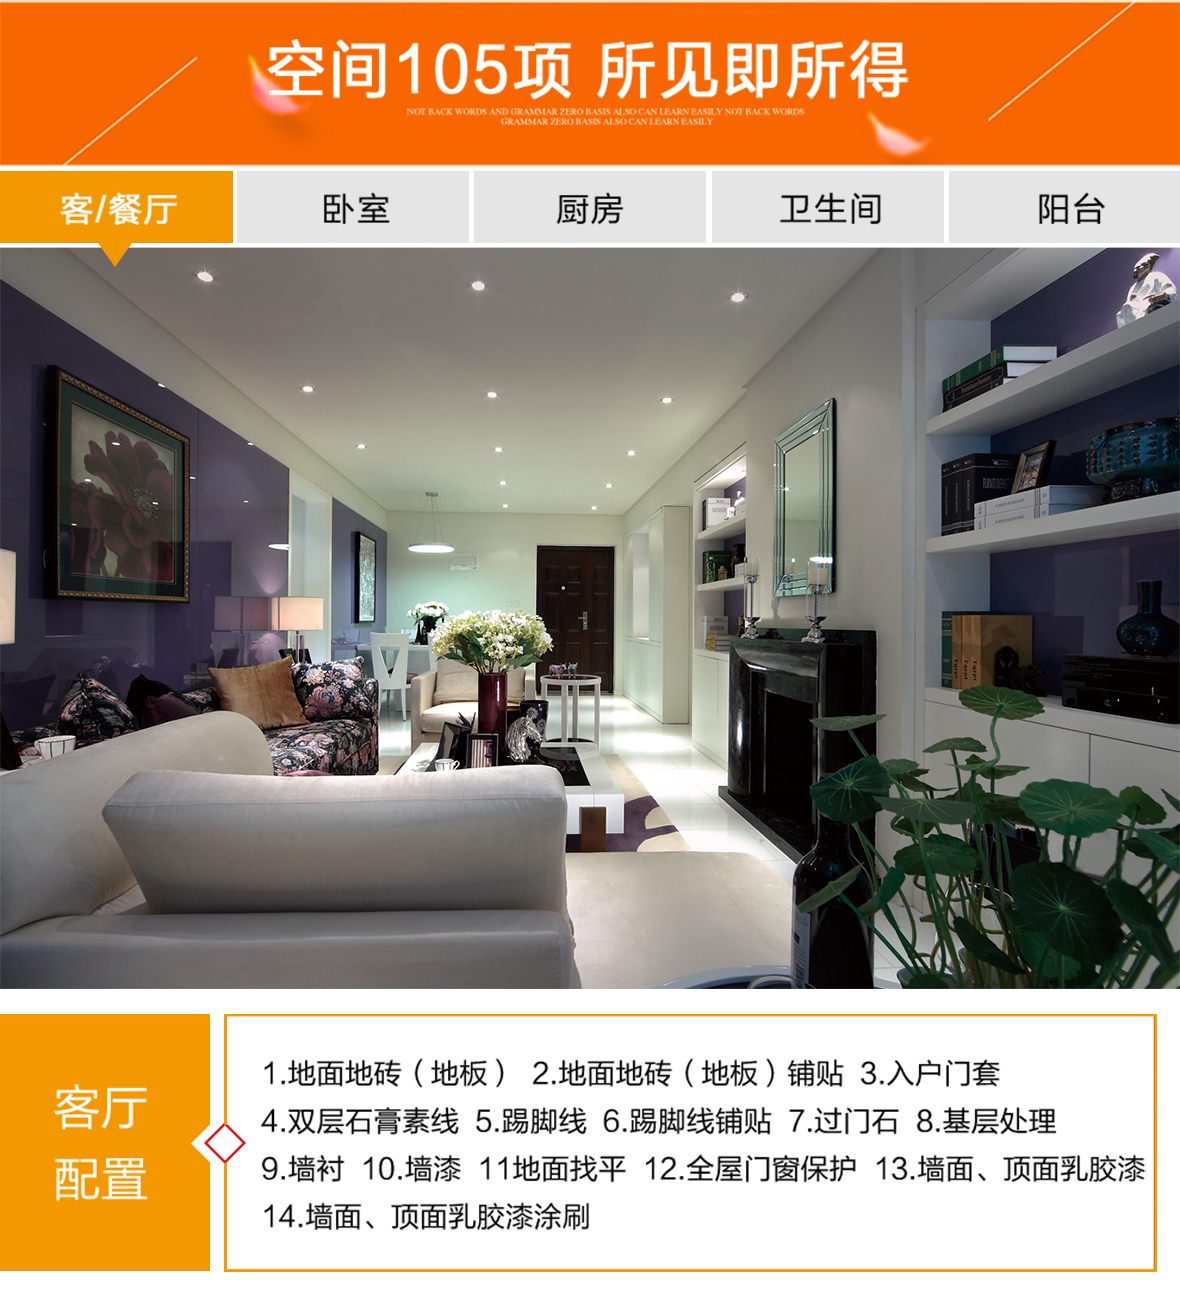 空间105项 所见即所得
NOT BACK WORDS AND GRAMMAR ZERO BASIS ALSO CAN LEARN EASILY NOT BACK WORDS
GRAMMAR ZERO BASIS ALSO CAN LEARN EASILY
客/餐厅
卧室
厨房
卫生间
阳台
客厅
配置
1.地面地砖（地板） 2.地面地砖（地板）铺贴 3.入户门套
4.双层石膏素线 5.踢脚线 6.踢脚线铺贴 7.过门石 8.基层处理
9.墙衬 10.墙漆 11地面找平 12.全屋门窗保护 13.墙面、顶面乳胶漆
14.墙面、顶面乳胶漆涂刷